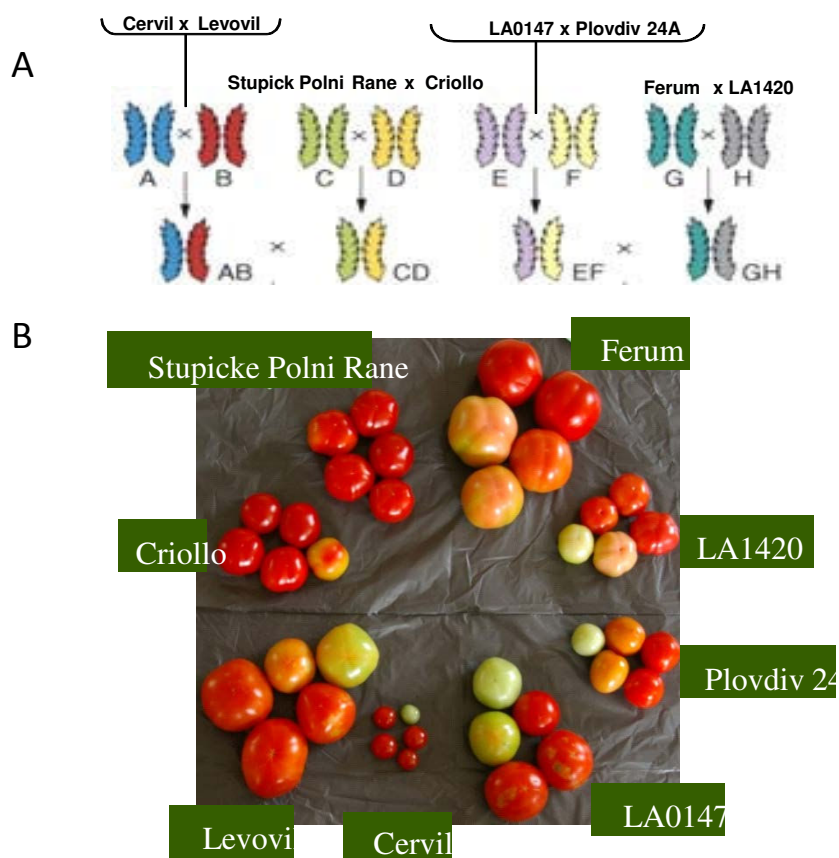 Cervil x Levovil
LA0147 x Plovdiv 24A
A
Stupick Polni Rane x Criollo
Ferum x LA1420
×
×
×
×
A B C D E F G H
AB × CD EF × GH
B
Stupicke Polni Rane
Ferum
Criollo
LA1420
Plovdiv 24
Levovi
Cervil
LA0147